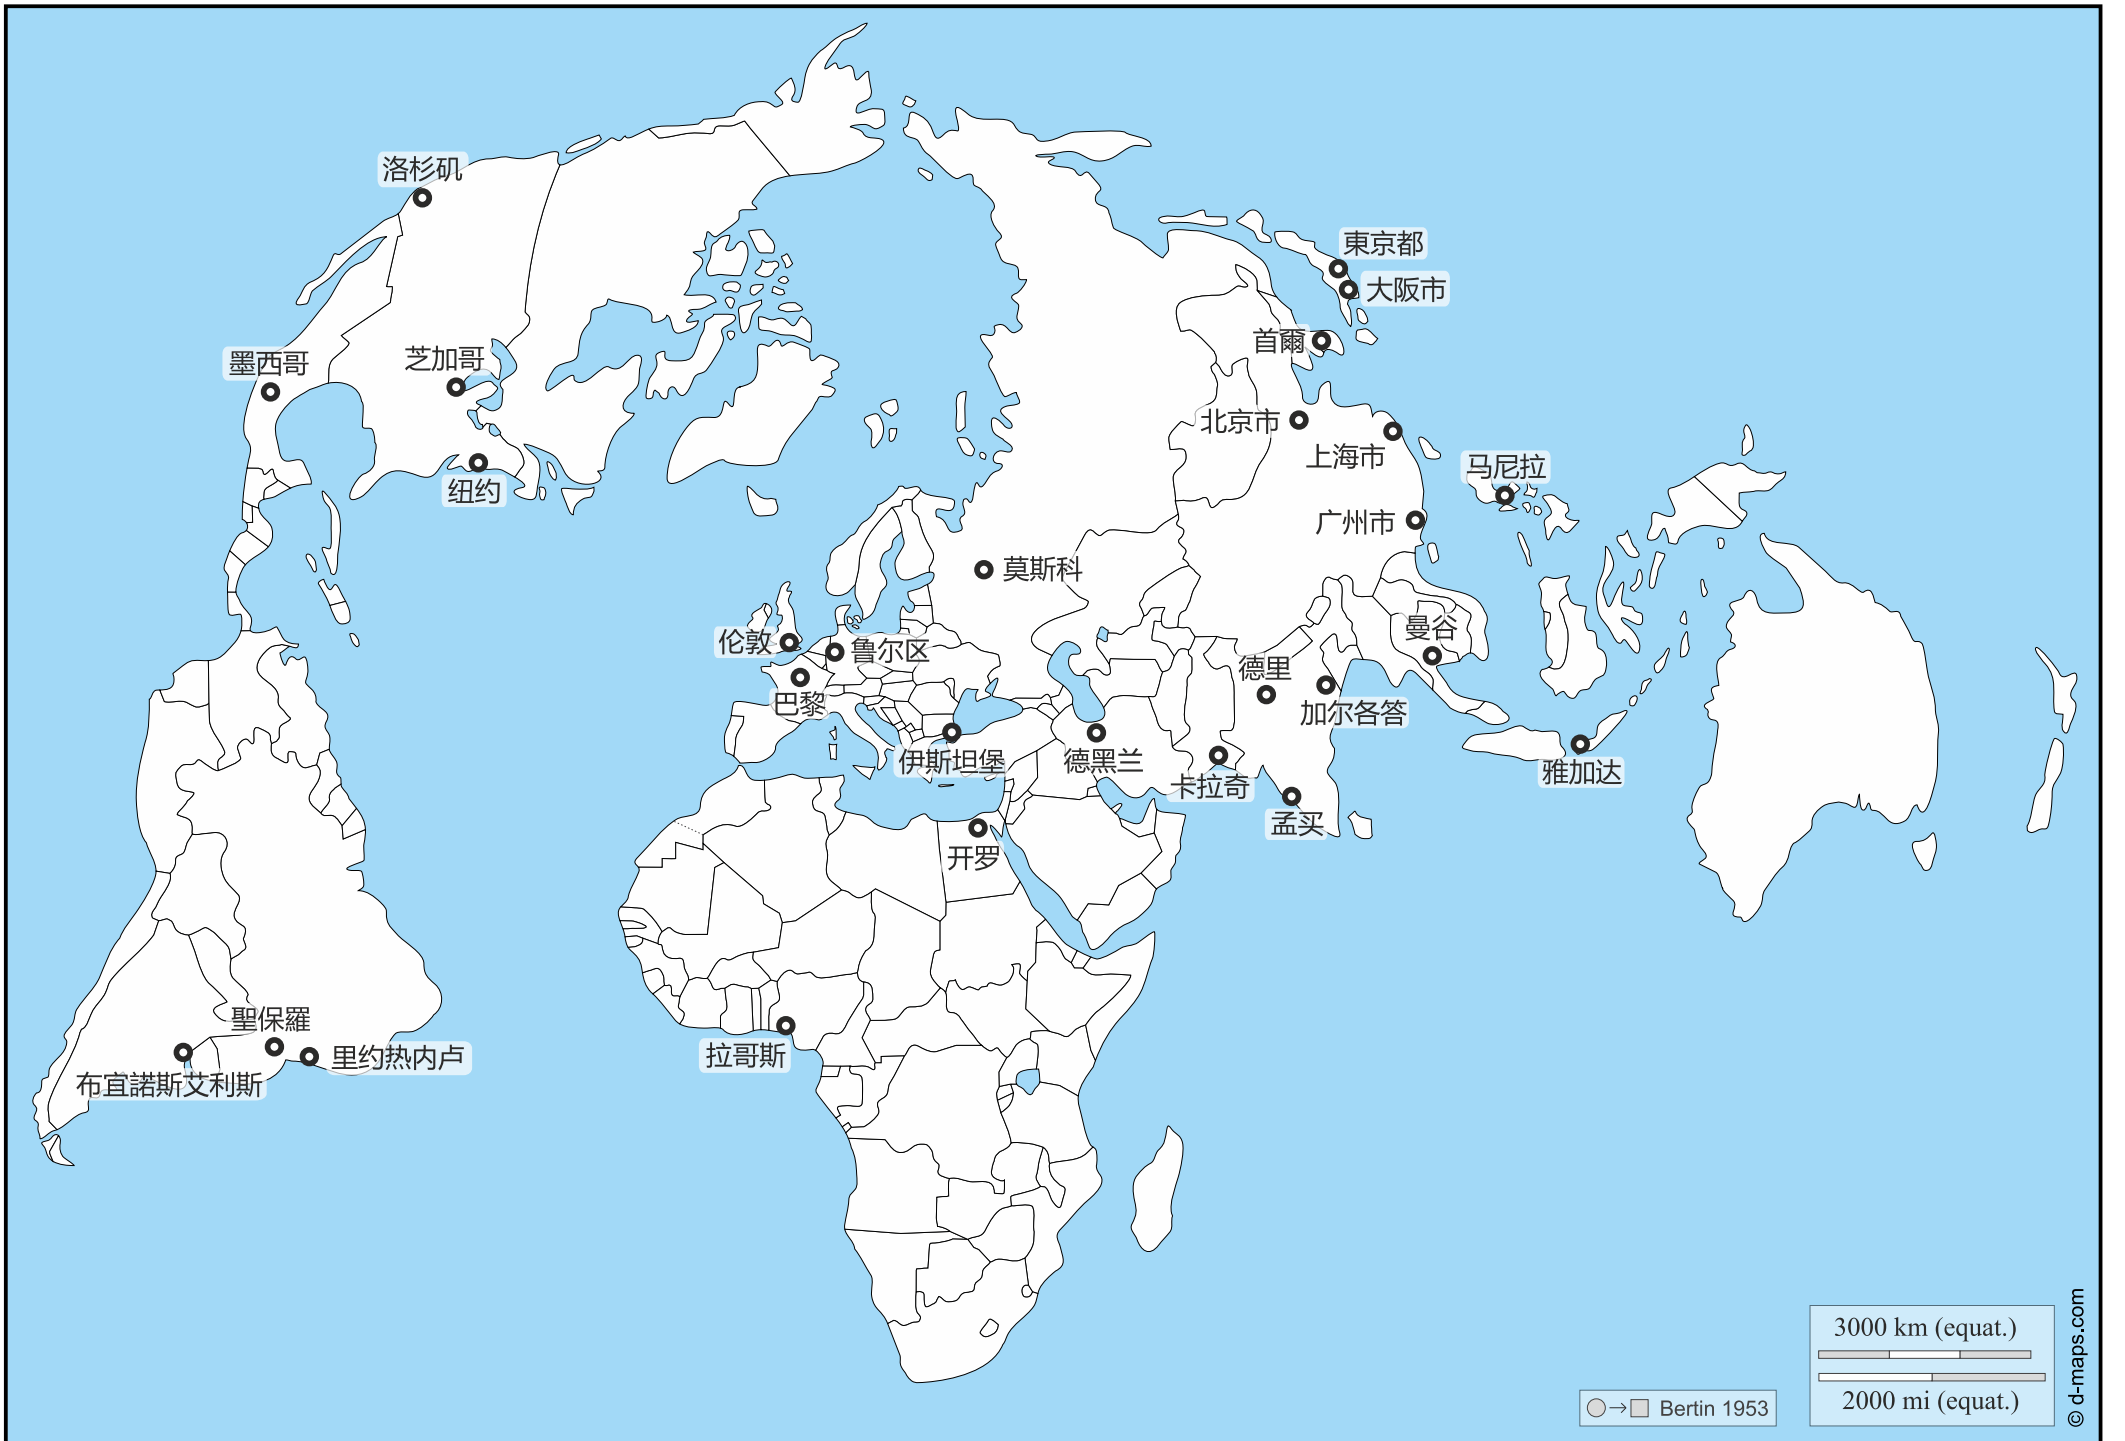 洛杉矶
東京都
大阪市
首爾
墨西哥
芝加哥
北京市
上海市
马尼拉
纽约
广州市
莫斯科
曼谷
伦敦
鲁尔区
德里
巴黎
加尔各答
伊斯坦堡
德黑兰
雅加达
卡拉奇
孟买
开罗
聖保羅
里约热内卢
拉哥斯
布宜諾斯艾利斯
3000 km (equat.)
2000 mi (equat.)
Bertin 1953
© d-maps.com